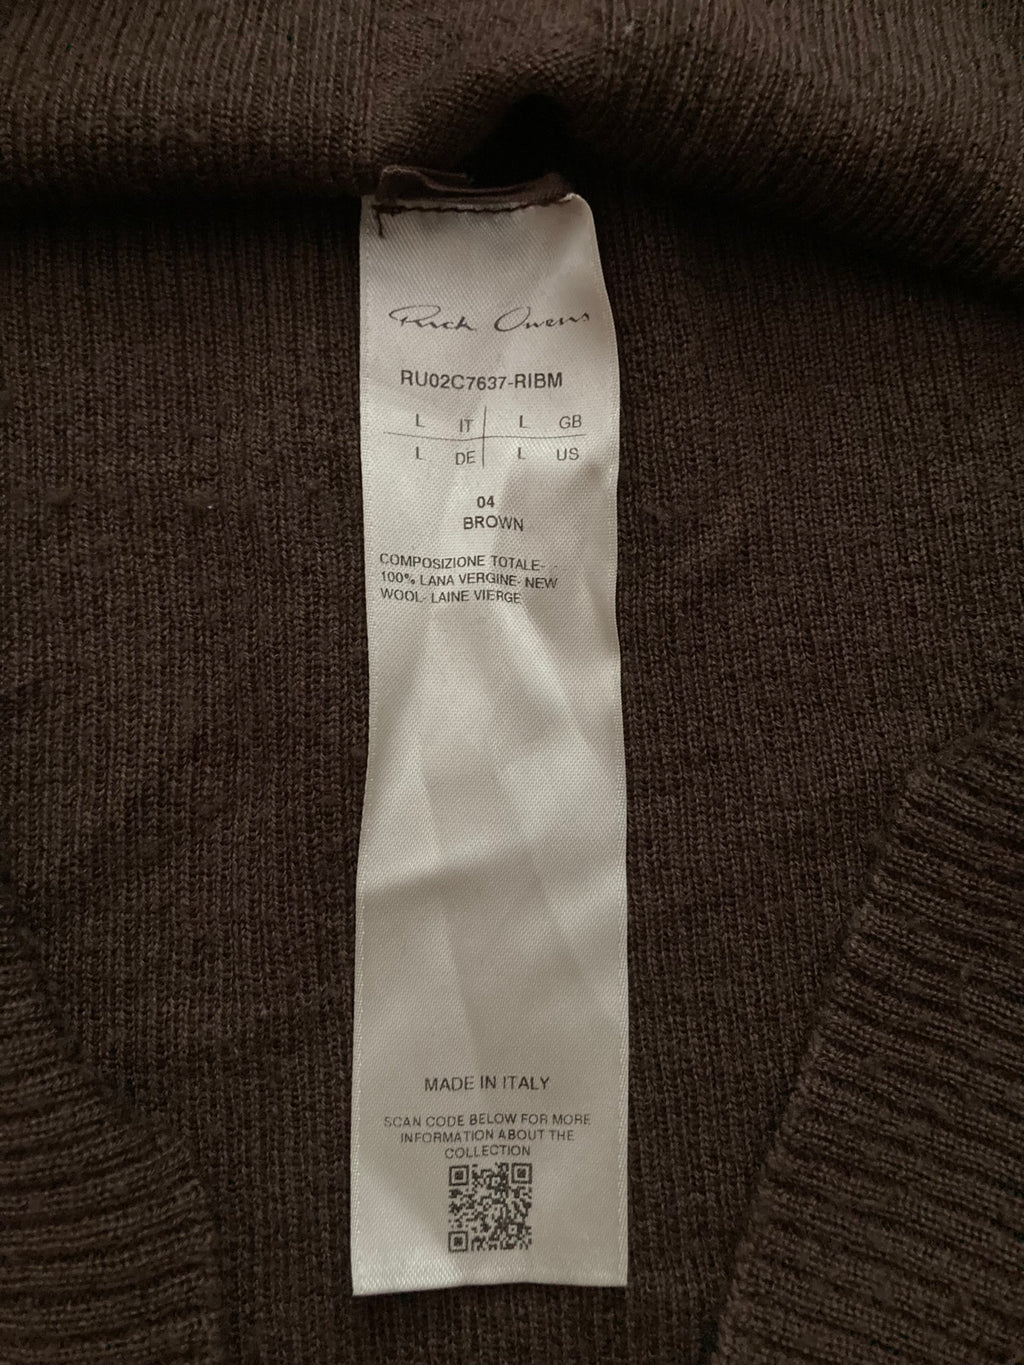 Rick Owens
RU02C7637-RIBM
L IT L GB
L DE L US
04
BROWN
COMPOSIZIONE TOTALE-
100% LANA VERGINE- NEW
WOOL- LAINE VIERGE
MADE IN ITALY
SCAN CODE BELOW FOR MORE
INFORMATION ABOUT THE
COLLECTION